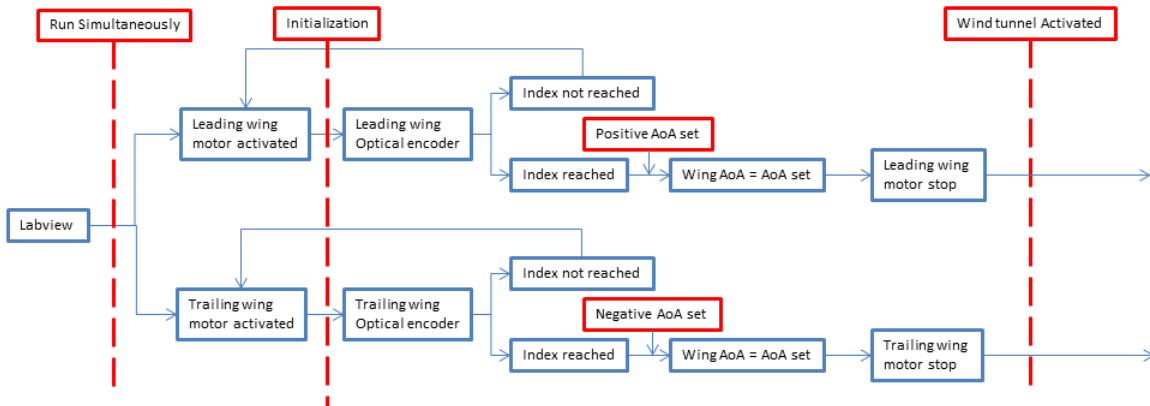 Run Simultaneously
Initialization
Wind tunnel Activated
Index not reached
Leading wing
motor activated
Leading wing
Optical encoder
Positive AoA set
Index reached
Wing AoA = AoA set
Leading wing
motor stop
Labview
Index not reached
Trailing wing
motor activated
Trailing wing
Optical encoder
Negative AoA set
Index reached
Wing AoA = AoA set
Trailing wing
motor stop